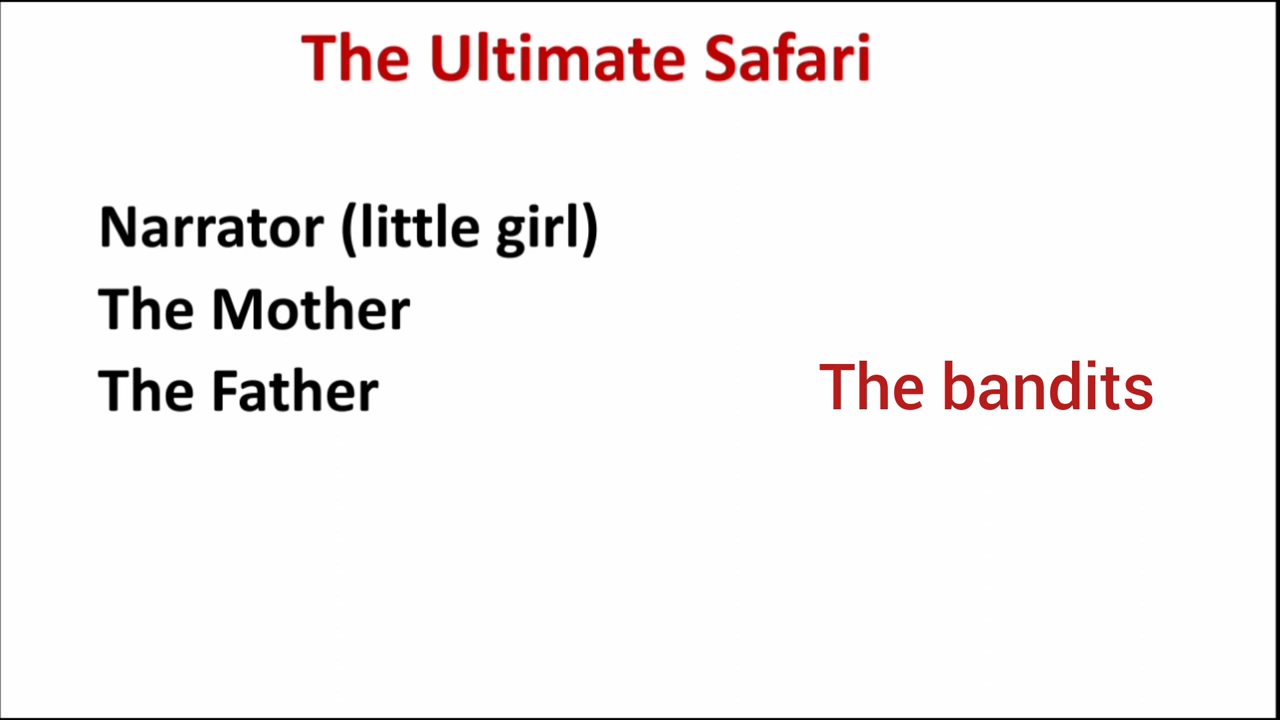 The Ultimate Safari
Narrator (little girl)
The Mother
The Father
The bandits